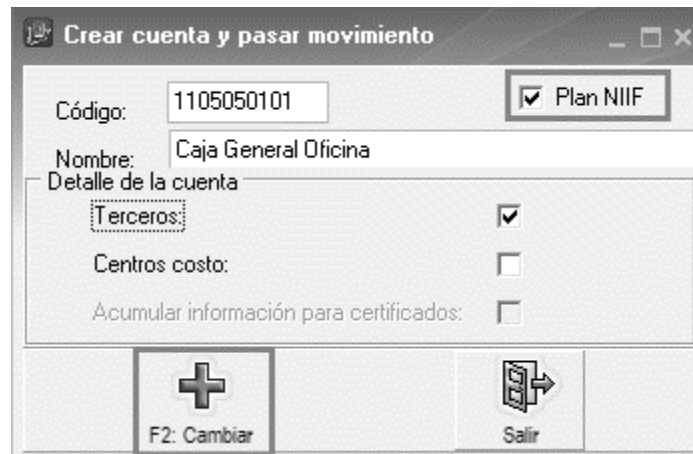 Crear cuenta y pasar movimiento
Código: 1105050101 Plan NIIF
Nombre: Caja General Oficina
Detalle de la cuenta
Terceros:
Centros costo:
Acumular información para certificados:
F2: Cambiar Salir